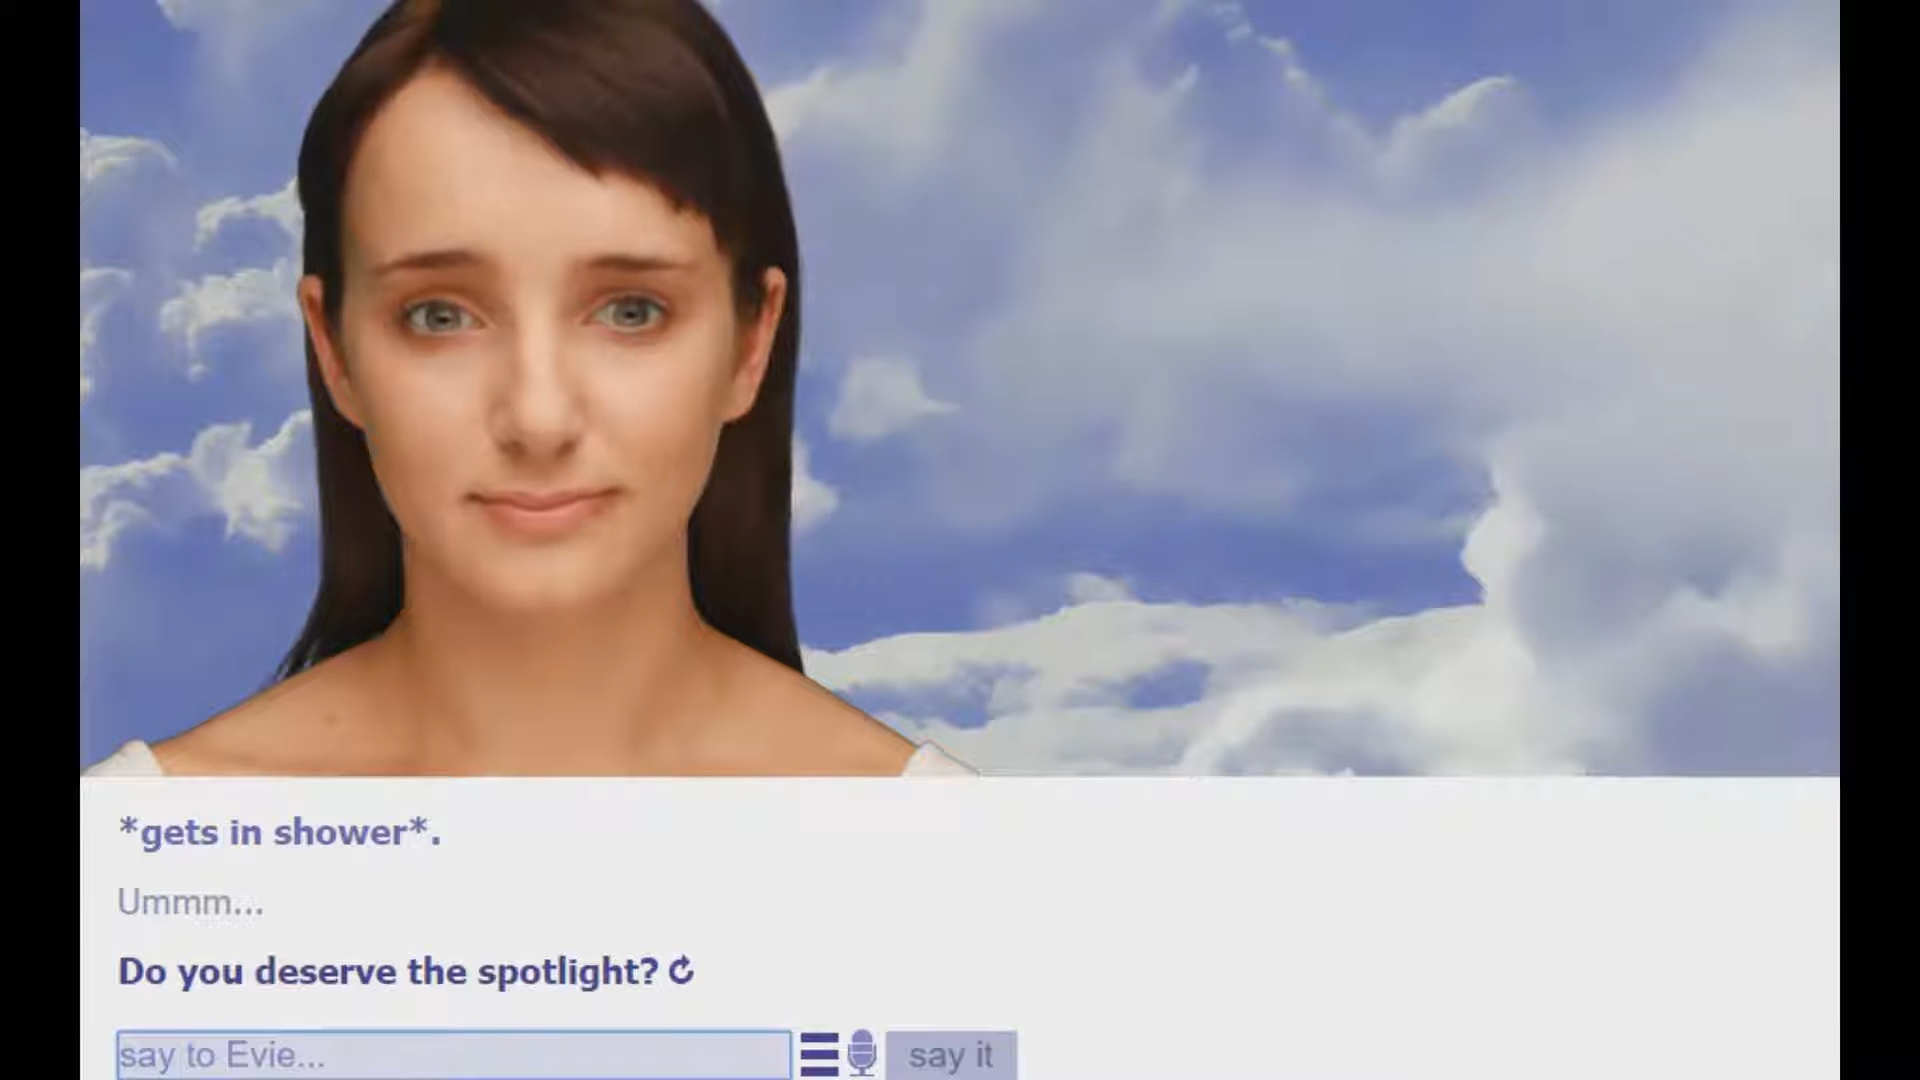 *gets in shower*.
Ummm...
Do you deserve the spotlight?
say to Evie...
say it